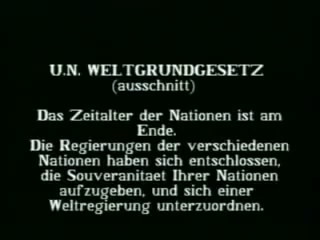 U.N. WELTGRUNDGESETZ
(ausschnitt)
Das Zeitalter der Nationen ist am
Ende.
Die Regierungen der verschiedenen
Nationen haben sich entschlossen,
die Souveranitaet Ihrer Nationen
aufzugeben, und sich einer
Weltregierung unterzuordnen.